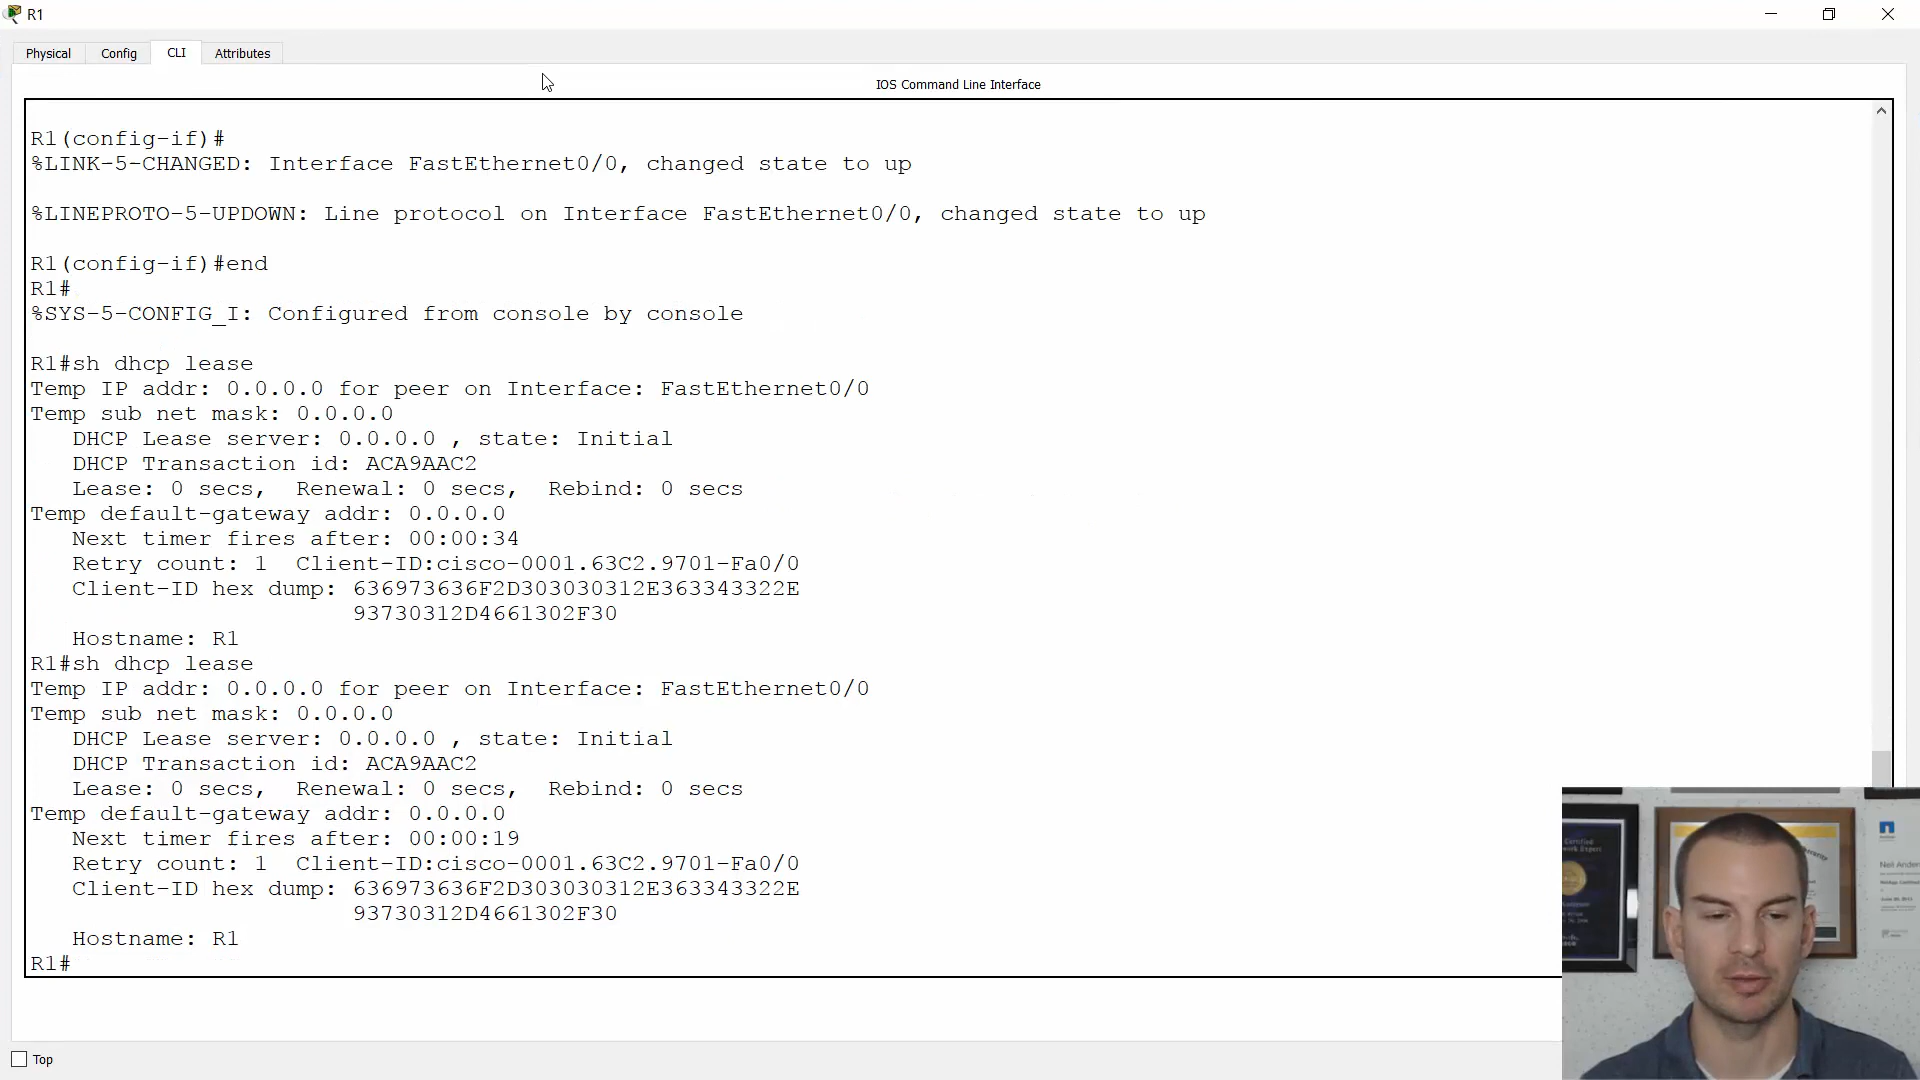 R1
Physical
Config
CLI
Attributes
IOS Command Line Interface
R1(config-if)#
%LINK-5-CHANGED: Interface FastEthernet0/0, changed state to up
%LINEPROTO-5-UPDOWN: Line protocol on Interface FastEthernet0/0, changed state to up
R1(config-if)#end
R1#
%SYS-5-CONFIG_I: Configured from console by console
R1#sh dhcp lease
Temp IP addr: 0.0.0.0 for peer on Interface: FastEthernet0/0
Temp sub net mask: 0.0.0.0
DHCP Lease server: 0.0.0.0 , state: Initial
DHCP Transaction id: ACA9AAC2
Lease: 0 secs, Renewal: 0 secs, Rebind: 0 secs
Temp default-gateway addr: 0.0.0.0
Next timer fires after: 00:00:34
Retry count: 1 Client-ID:cisco-0001.63C2.9701-Fa0/0
Client-ID hex dump: 636973636F2D303030312E363343322E
93730312D4661302F30
Hostname: R1
R1#sh dhcp lease
Temp IP addr: 0.0.0.0 for peer on Interface: FastEthernet0/0
Temp sub net mask: 0.0.0.0
DHCP Lease server: 0.0.0.0 , state: Initial
DHCP Transaction id: ACA9AAC2
Lease: 0 secs, Renewal: 0 secs, Rebind: 0 secs
Temp default-gateway addr: 0.0.0.0
Next timer fires after: 00:00:19
Retry count: 1 Client-ID:cisco-0001.63C2.9701-Fa0/0
Client-ID hex dump: 636973636F2D303030312E363343322E
93730312D4661302F30
Hostname: R1
R1#
Top